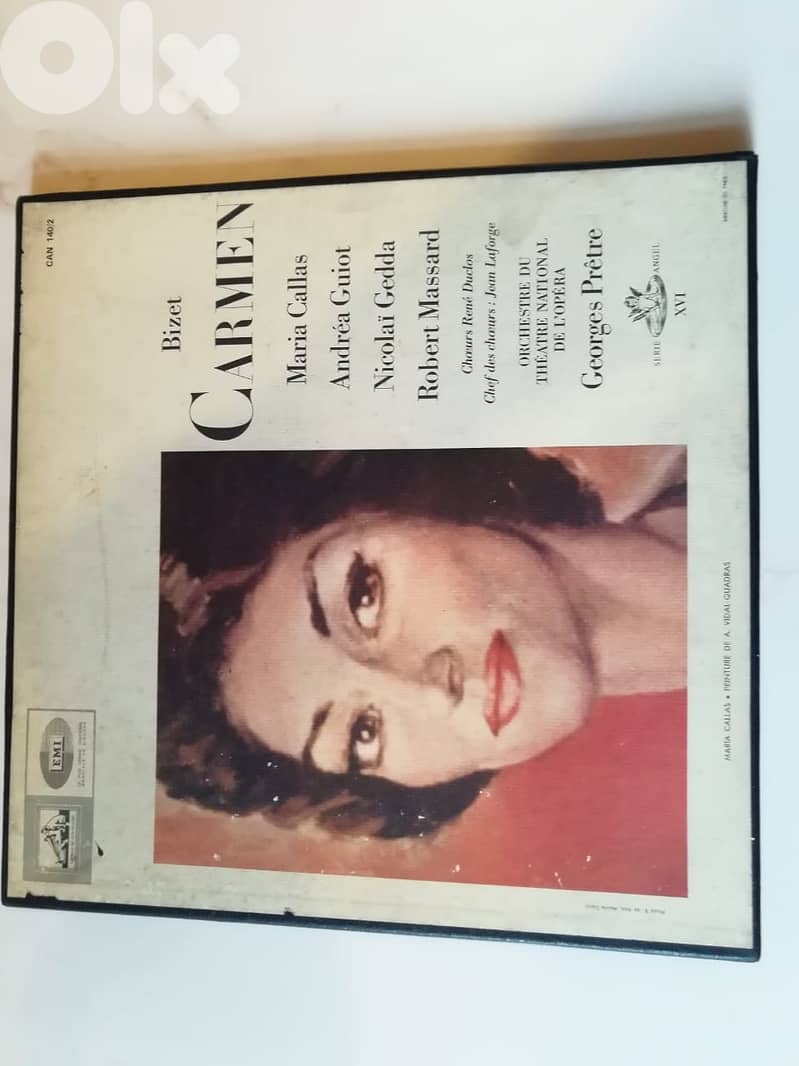 olx
CAN 140/2
EMI
Bizet
CARMEN
Maria Callas
Andréa Guiot
Nicolaï Gedda
Robert Massard
Chœurs René Duclos
Chef des chœurs : Jean Laforge
ORCHESTRE DU
THÉATRE NATIONAL
DE L'OPÉRA
Georges Prêtre
SÉRIE ANGEL
XVI
MARIA CALLAS • PEINTURE DE A. VIDAL-QUADRAS